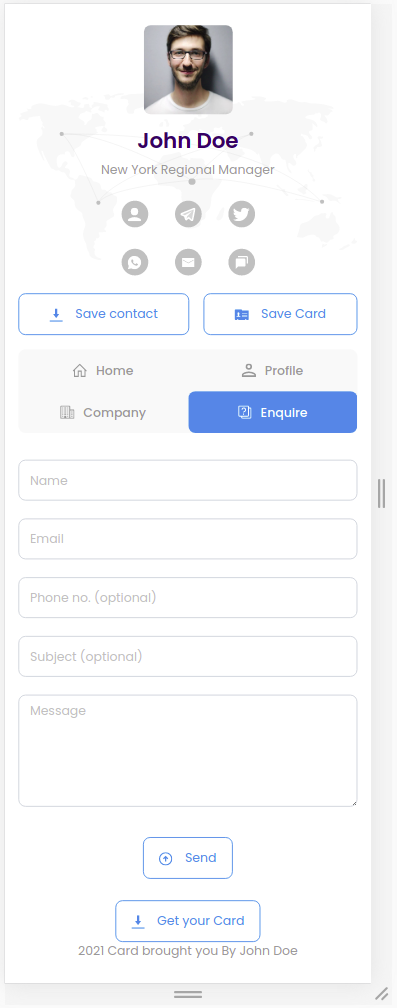 John Doe
New York Regional Manager
Save contact
Save Card
Home
Profile
Company
Enquire
Name
Email
Phone no. (optional)
Subject (optional)
Message
Send
Get your Card
2021 Card brought you By John Doe